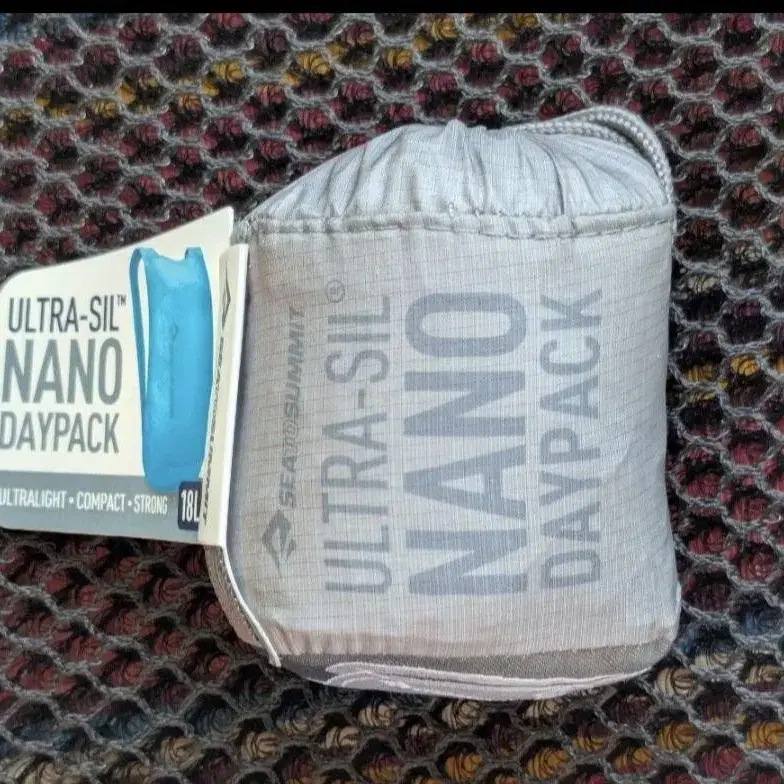 ULTRA-SIL™
NANO
DAYPACK
ULTRALIGHT • COMPACT • STRONG
18L
SEA TO SUMMIT
ULTRA-SIL®
NANO
DAYPACK